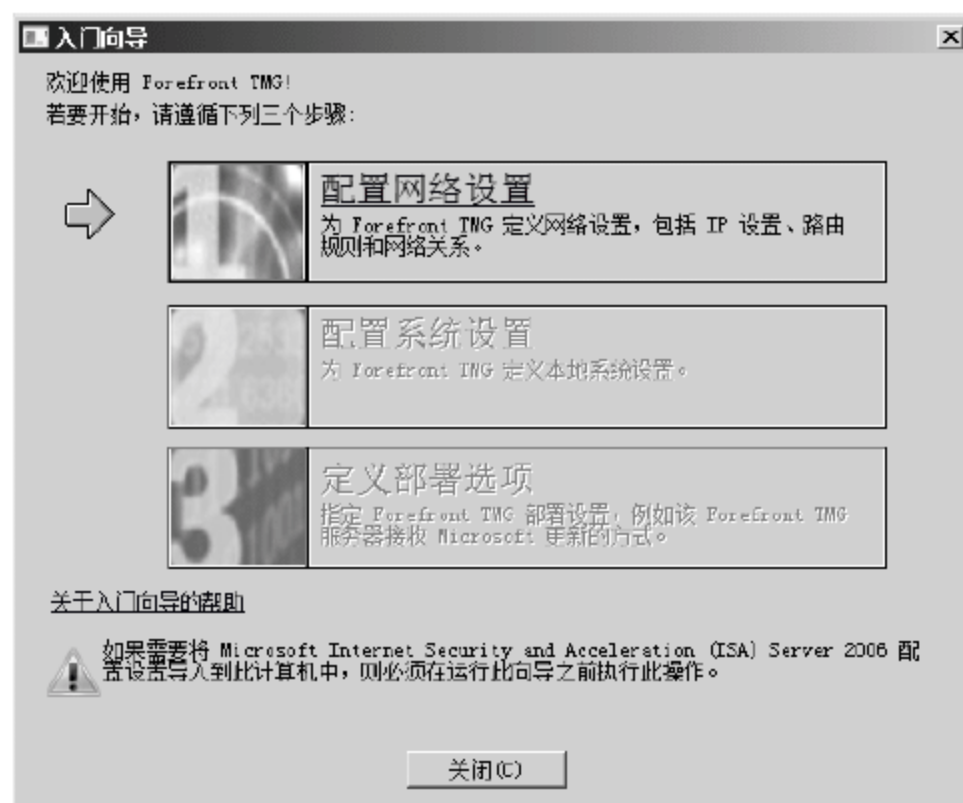 入门向导
欢迎使用 Forefront TMG!
若要开始，请遵循下列三个步骤:
配置网络设置
为 Forefront TMG 定义网络设置，包括 IP 设置、路由
规则和网络关系。
配置系统设置
为 Forefront TMG 定义本地系统设置。
定义部署选项
指定 Forefront TMG 部署设置，例如该 Forefront TMG
服务器接收 Microsoft 更新的方式。
关于入门向导的帮助
如果需要将 Microsoft Internet Security and Acceleration (ISA) Server 2006 配
置设置导入到此计算机中，则必须在运行此向导之前执行此操作。
关闭(C)